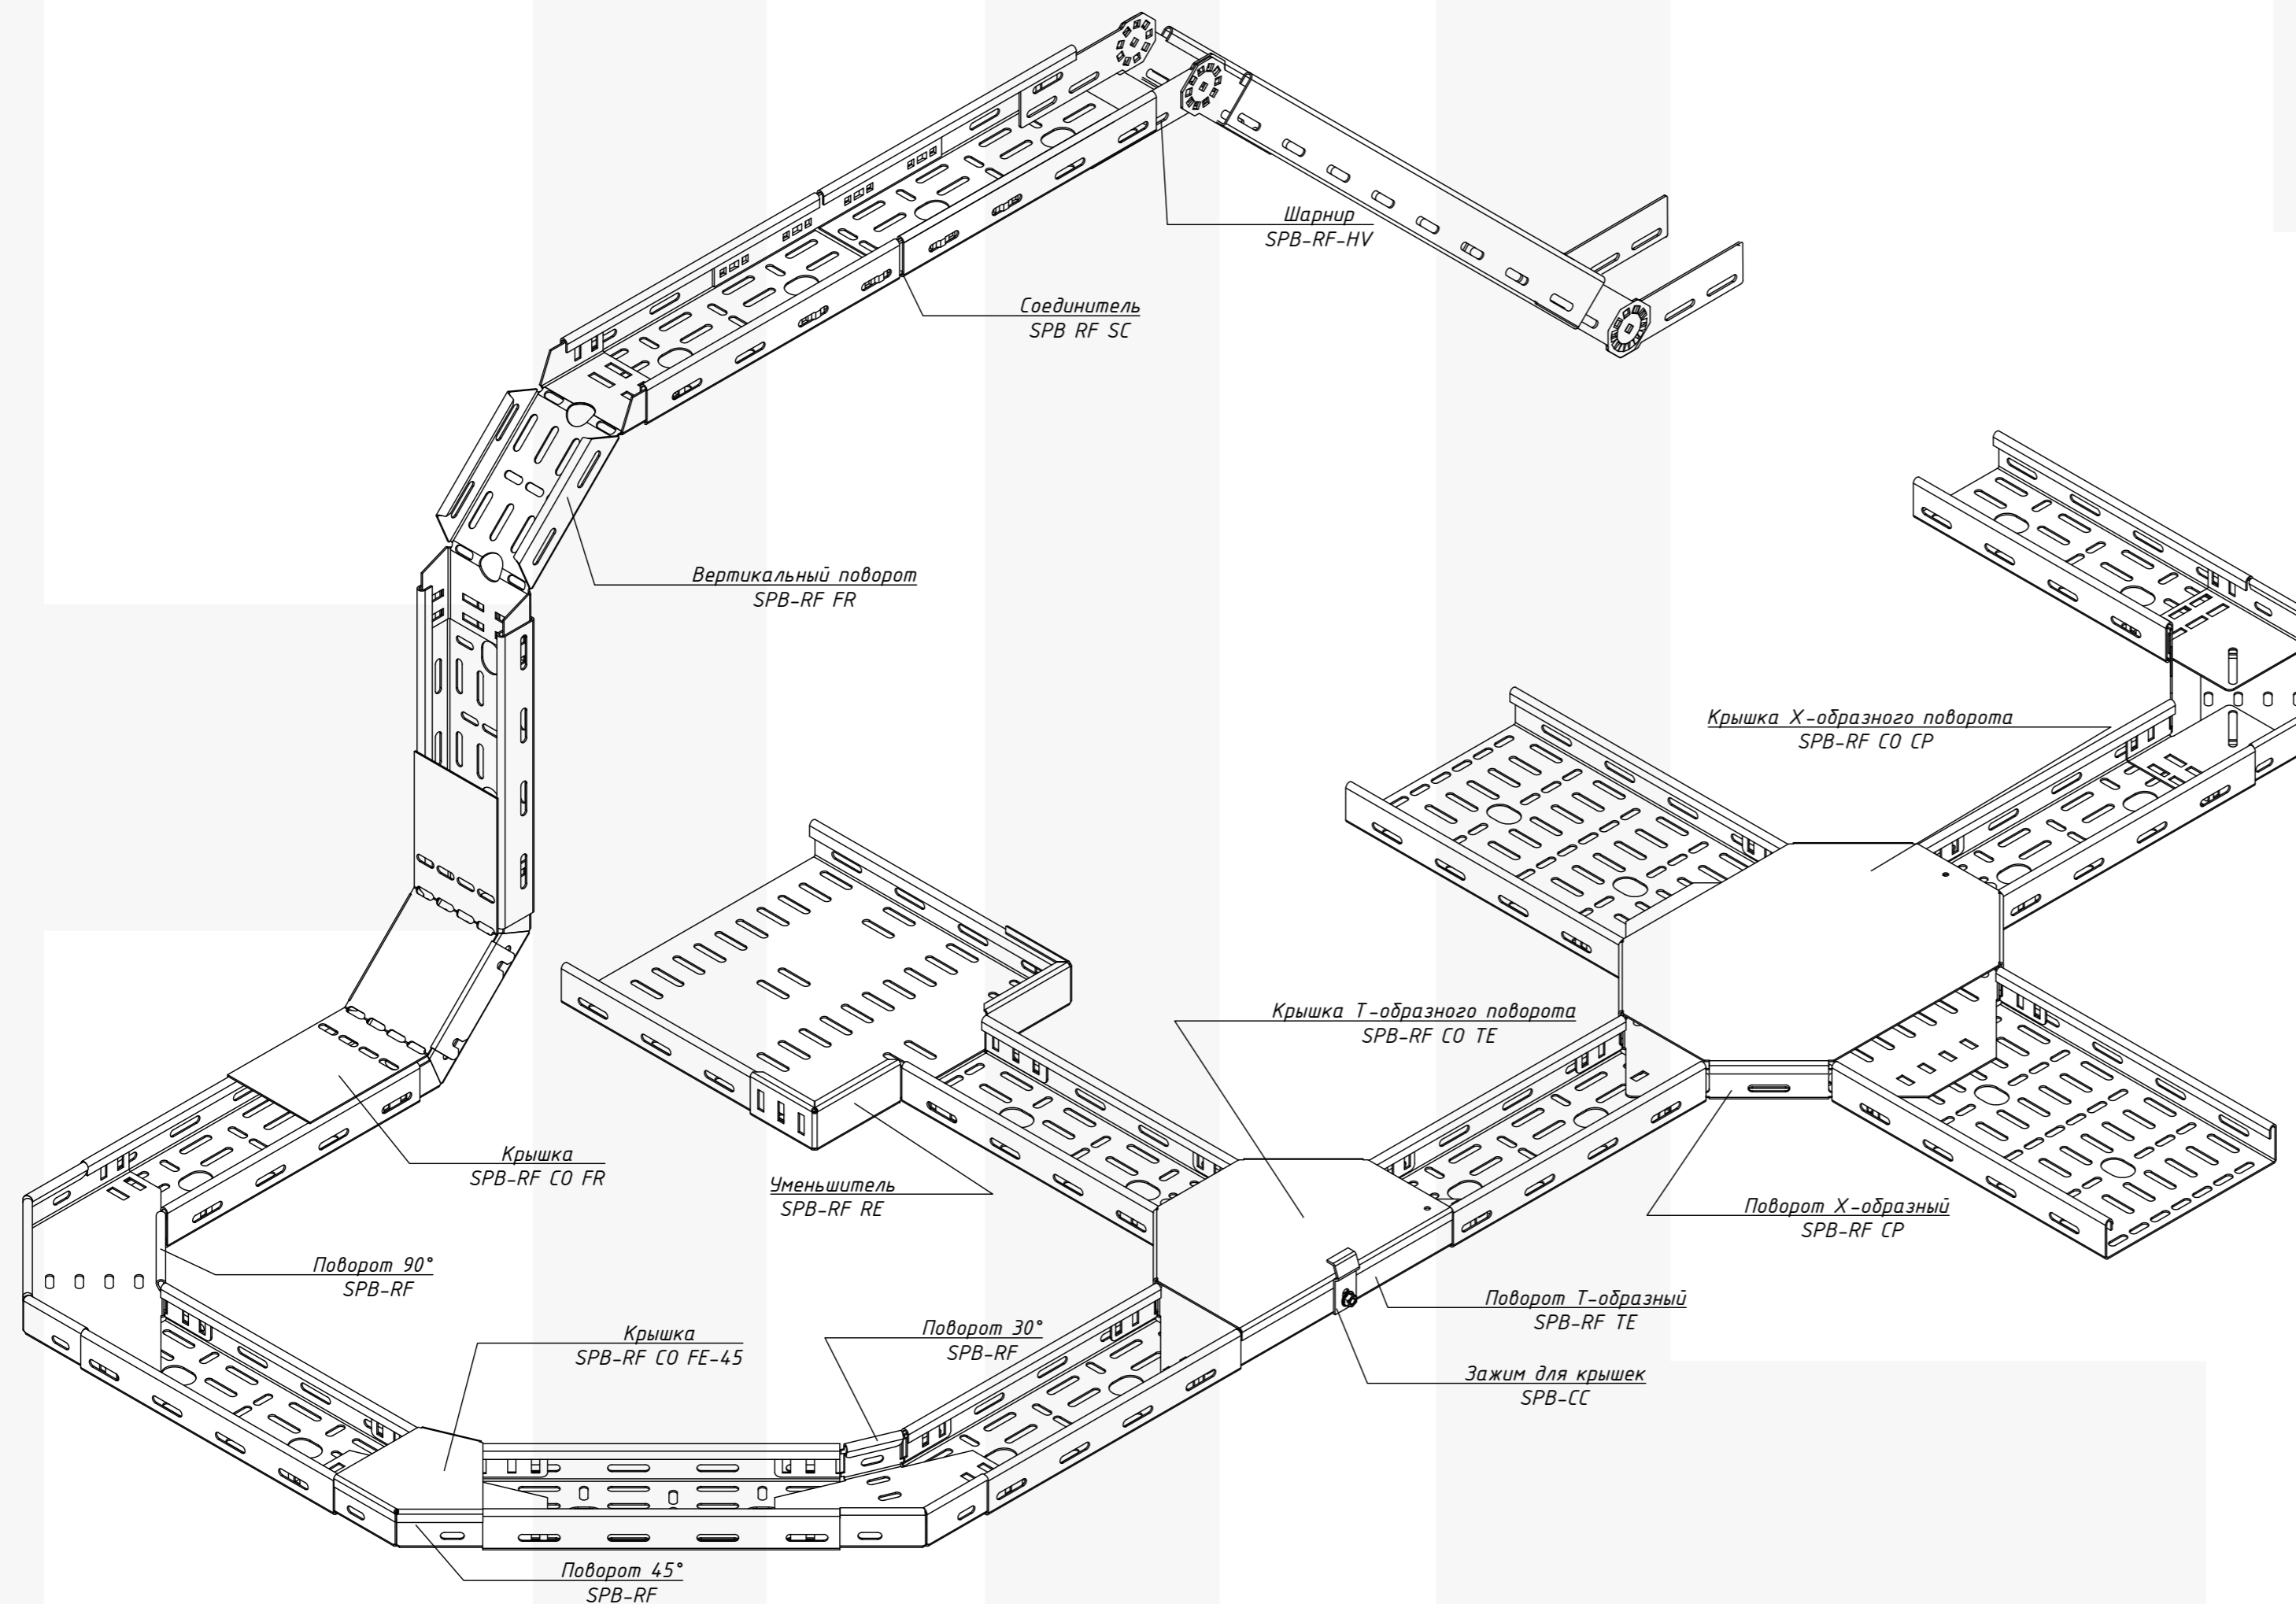 Шарнир
SPB-RF-HV
Соединитель
SPB RF SC
Вертикальный поворот
SPB-RF FR
Крышка X-образного поворота
SPB-RF CO CP
Крышка Т-образного поворота
SPB-RF CO TE
Крышка
SPB-RF CO FR
Уменьшитель
SPB-RF RE
Поворот X-образный
SPB-RF CP
Поворот 90°
SPB-RF
Поворот Т-образный
SPB-RF TE
Крышка
SPB-RF CO FE-45
Поворот 30°
SPB-RF
Зажим для крышек
SPB-CC
Поворот 45°
SPB-RF